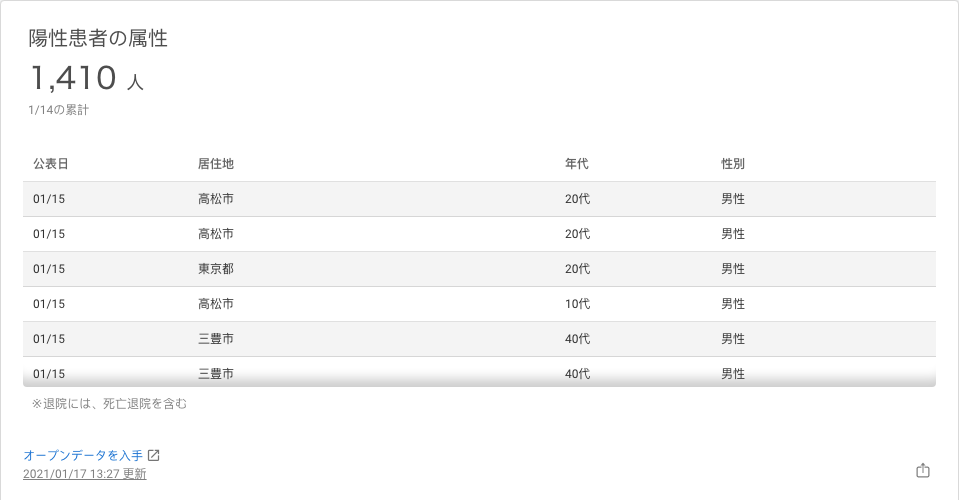 陽性患者の属性
1,410 人
1/14の累計
公表日 居住地 年代 性別
01/15 高松市 20代 男性
01/15 高松市 20代 男性
01/15 東京都 20代 男性
01/15 高松市 10代 男性
01/15 三豊市 40代 男性
01/15 三豊市 40代 男性
※退院には、死亡退院を含む
オープンデータを入手
2021/01/17 13:27 更新